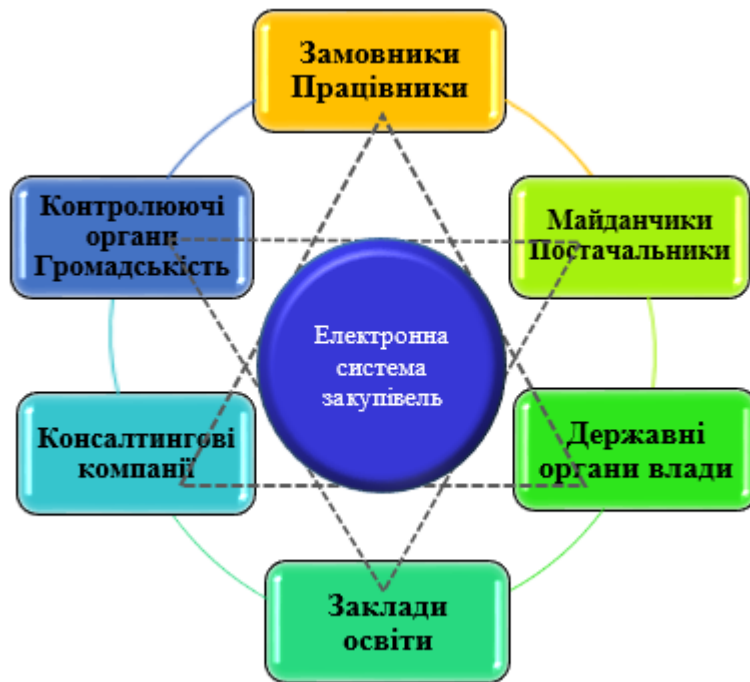 Замовники
Працівники
Майданчики
Постачальники
Державні
органи влади
Заклади
освіти
Консалтингові
компанії
Контролюючі
органи
Громадськість
Електронна
система
закупівель